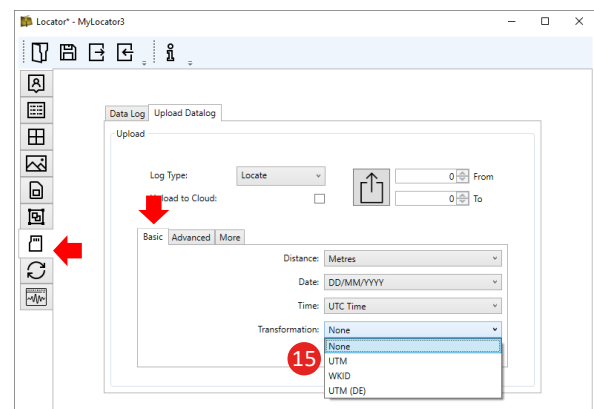 Locator* - MyLocator3
Data Log Upload Datalog
Upload
Log Type: Locate 0 From
Upload to Cloud: 0 To
Basic Advanced More
Distance: Metres
Date: DD/MM/YYYY
Time: UTC Time
Transformation: None
None
15
UTM
WKID
UTM (DE)